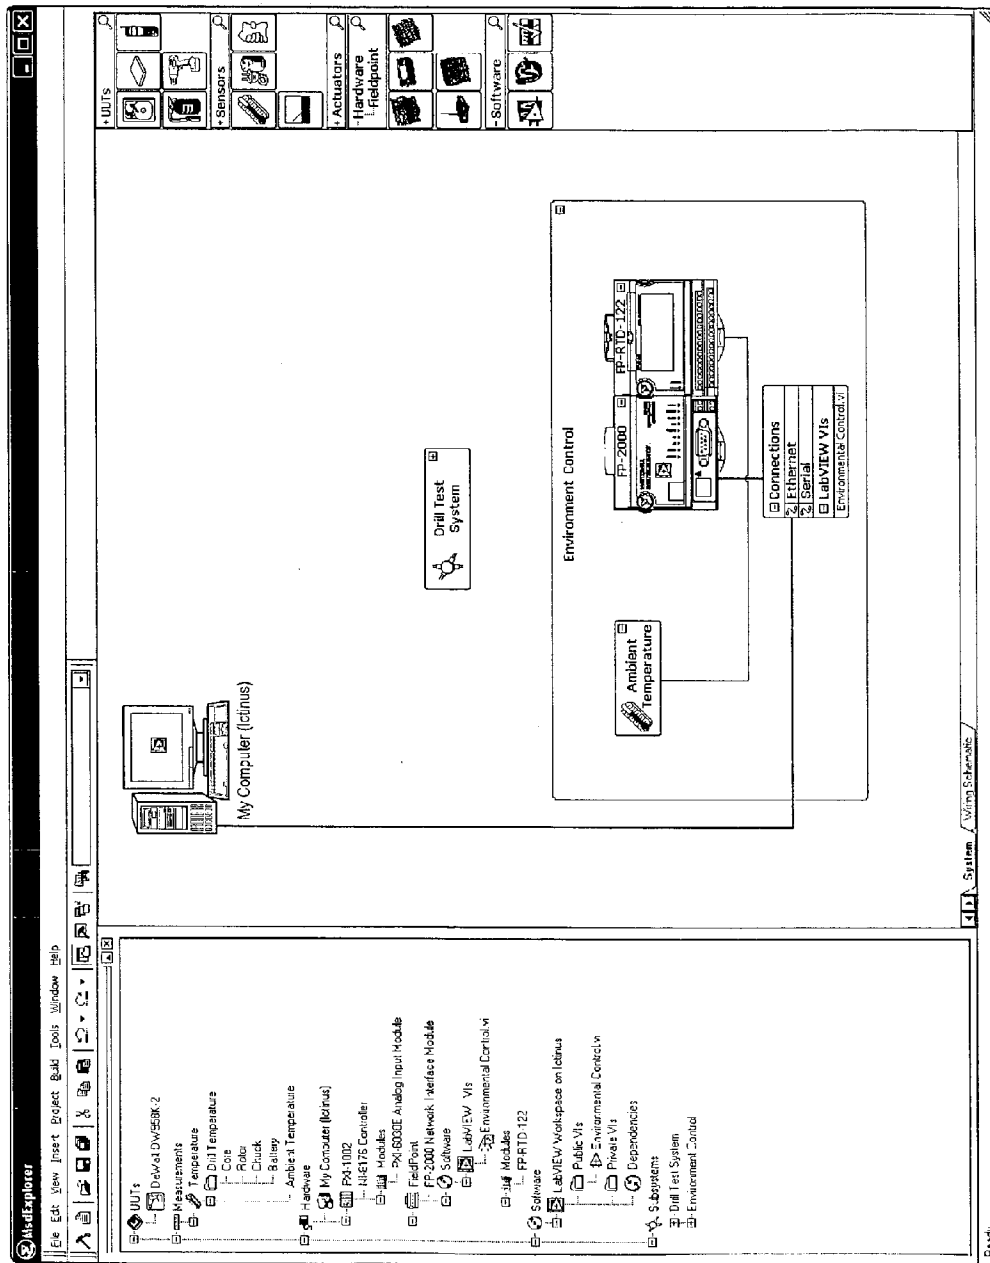 MsdExplorer
File Edit View Insert Project Build Tools Window Help
UUTs
DeWalt DW958K-2
Measurements
Temperature
Drill Temperature
Core
Rotor
Chuck
Battery
Ambient Temperature
Hardware
My Computer (Ictinus)
PXI-1002
NI-8176 Controller
Modules
PXI-6030E Analog Input Module
FieldPoint
FP-2000 Network Interface Module
Software
LabVIEW VIs
Environmental Control.vi
Modules
FP-RTD-122
Software
LabVIEW Workspace on Ictinus
Public VIs
Environmental Control.vi
Private VIs
Dependencies
Subsystems
Drill Test System
Environment Control
My Computer (Ictinus)
Drill Test
System
Environment Control
Ambient
Temperature
FP-2000
FP-RTD-122
Connections
Ethernet
Serial
LabVIEW VIs
Environmental Control.vi
System
Wiring Schematic
+ UUTs
+ Sensors
+ Actuators
- Hardware
Fieldpoint
- Software
Ready